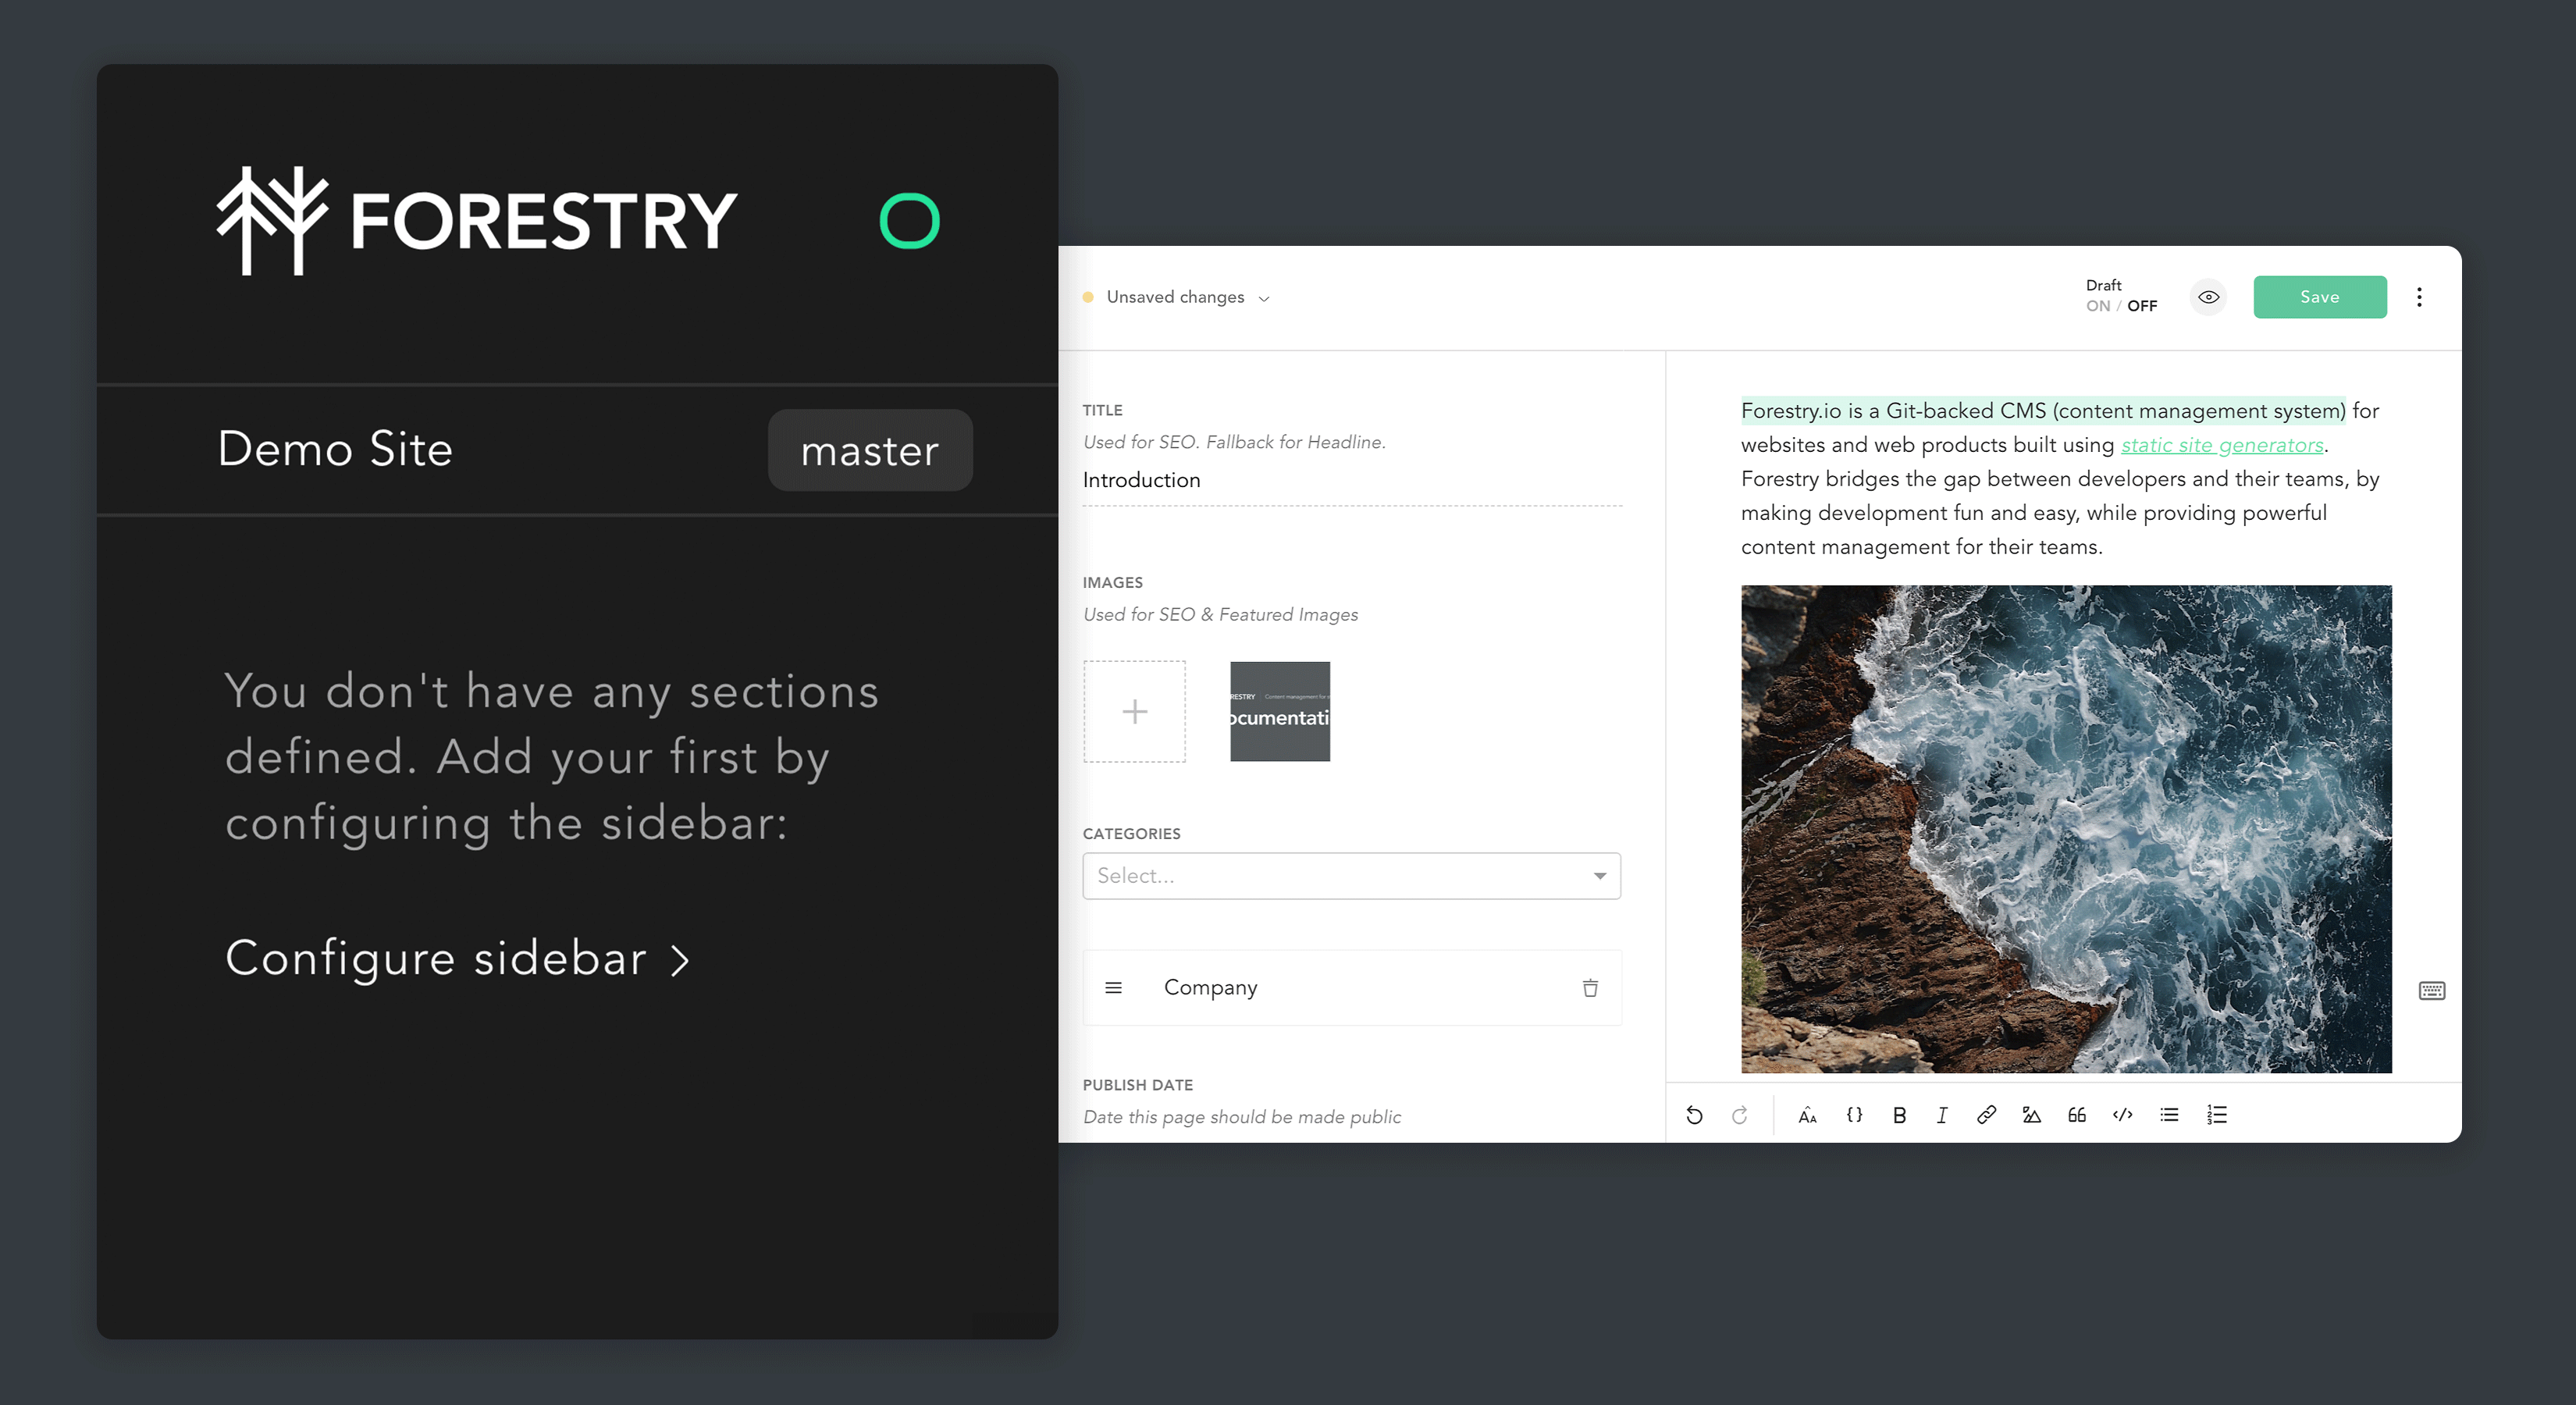 FORESTRY
Demo Site
master
You don't have any sections
defined. Add your first by
configuring the sidebar:
Configure sidebar
Unsaved changes
Draft
ON / OFF
Save
TITLE
Used for SEO. Fallback for Headline.
Introduction
IMAGES
Used for SEO & Featured Images
RESTRY Content management for
ocumentati
CATEGORIES
Select...
Company
PUBLISH DATE
Date this page should be made public
Forestry.io is a Git-backed CMS (content management system) for
websites and web products built using static site generators.
Forestry bridges the gap between developers and their teams, by
making development fun and easy, while providing powerful
content management for their teams.